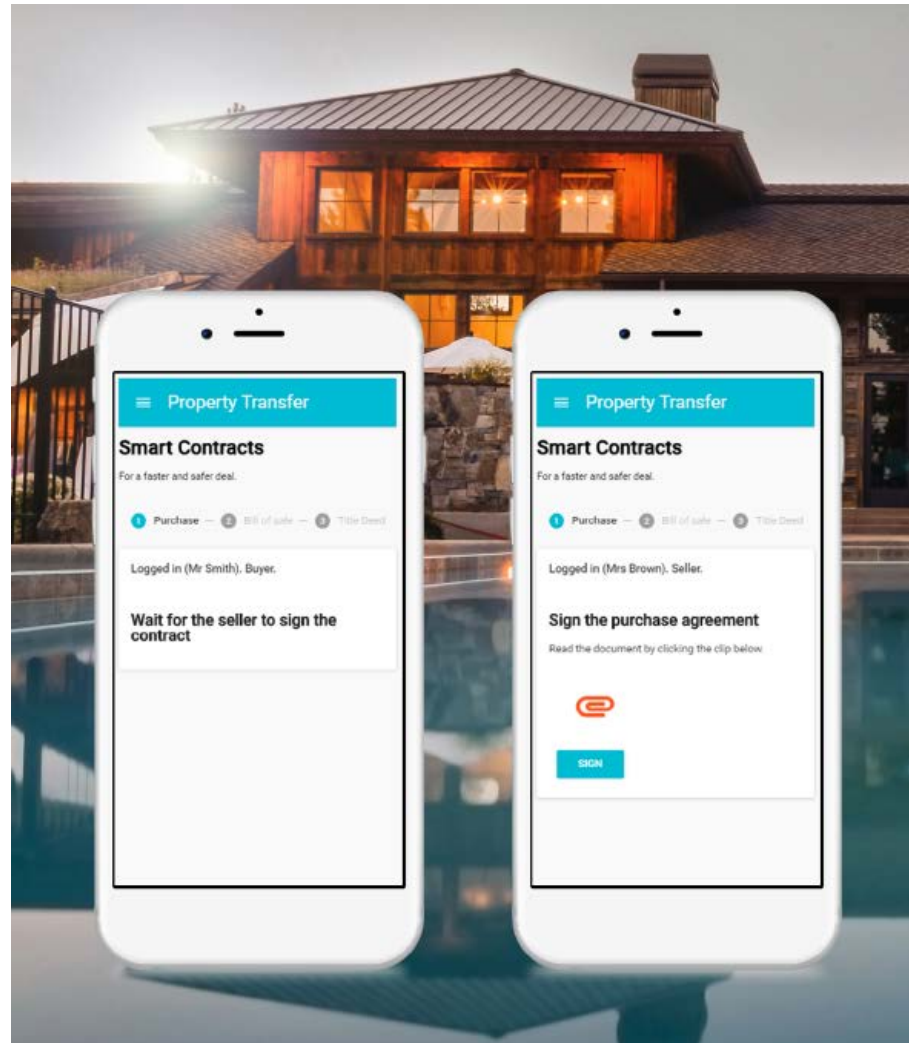 Property Transfer
Smart Contracts
For a faster and safer deal.
1 Purchase — 2 Bill of sale — 3 Title Deed
Logged in (Mr Smith). Buyer.
Wait for the seller to sign the
contract
Property Transfer
Smart Contracts
For a faster and safer deal.
1 Purchase — 2 Bill of sale — 3 Title Deed
Logged in (Mrs Brown). Seller.
Sign the purchase agreement
Read the document by clicking the clip below.
SIGN